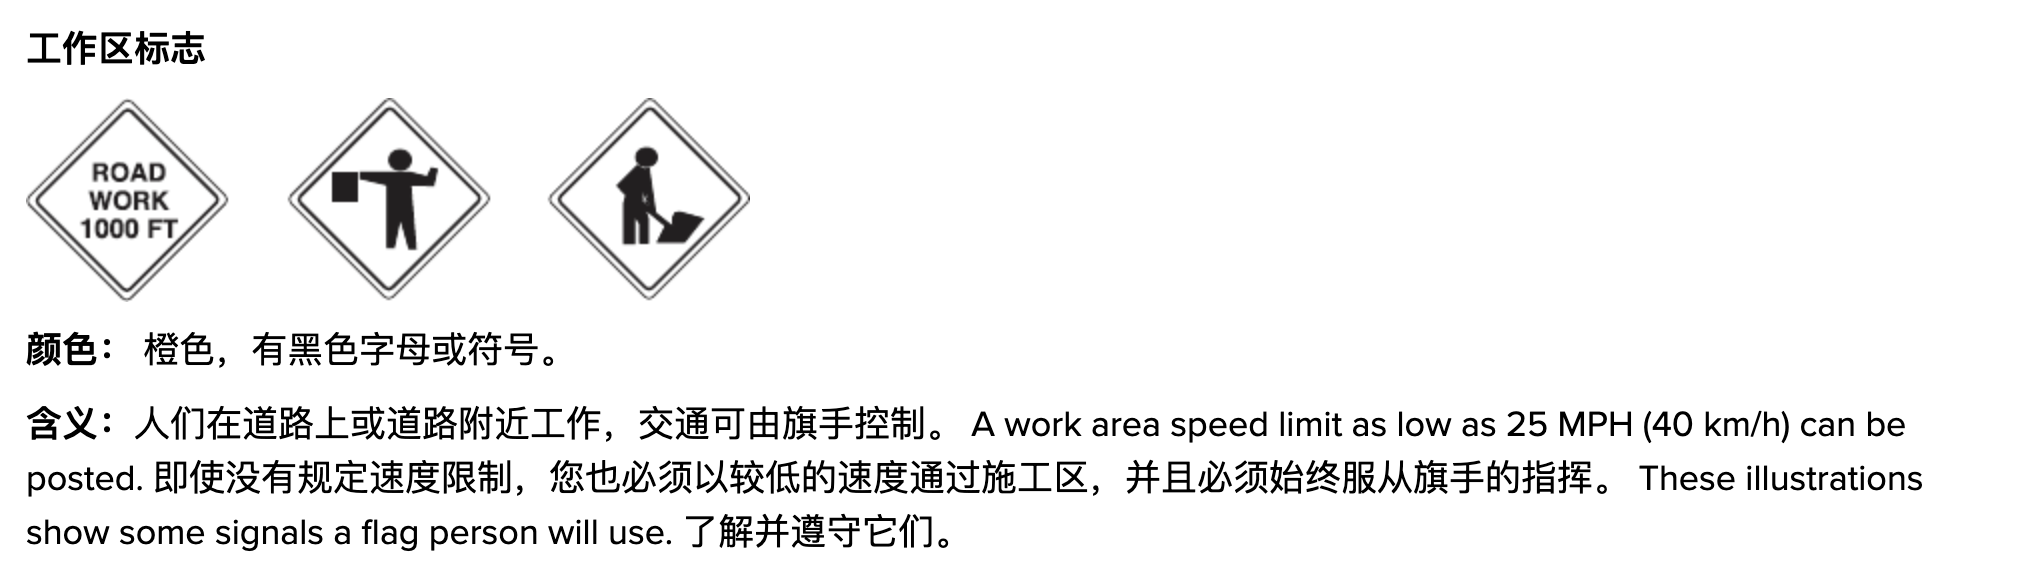 工作区标志
ROAD
WORK
1000 FT
颜色： 橙色，有黑色字母或符号。
含义：人们在道路上或道路附近工作，交通可由旗手控制。 A work area speed limit as low as 25 MPH (40 km/h) can be
posted. 即使没有规定速度限制，您也必须以较低的速度通过施工区，并且必须始终服从旗手的指挥。 These illustrations
show some signals a flag person will use. 了解并遵守它们。